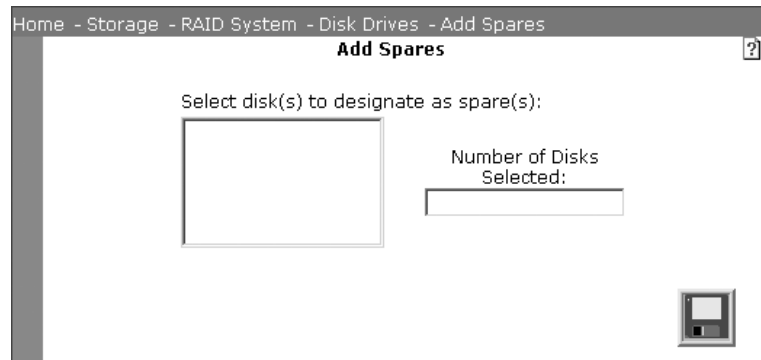 Home - Storage - RAID System - Disk Drives - Add Spares
Add Spares
?
Select disk(s) to designate as spare(s):
Number of Disks
Selected: